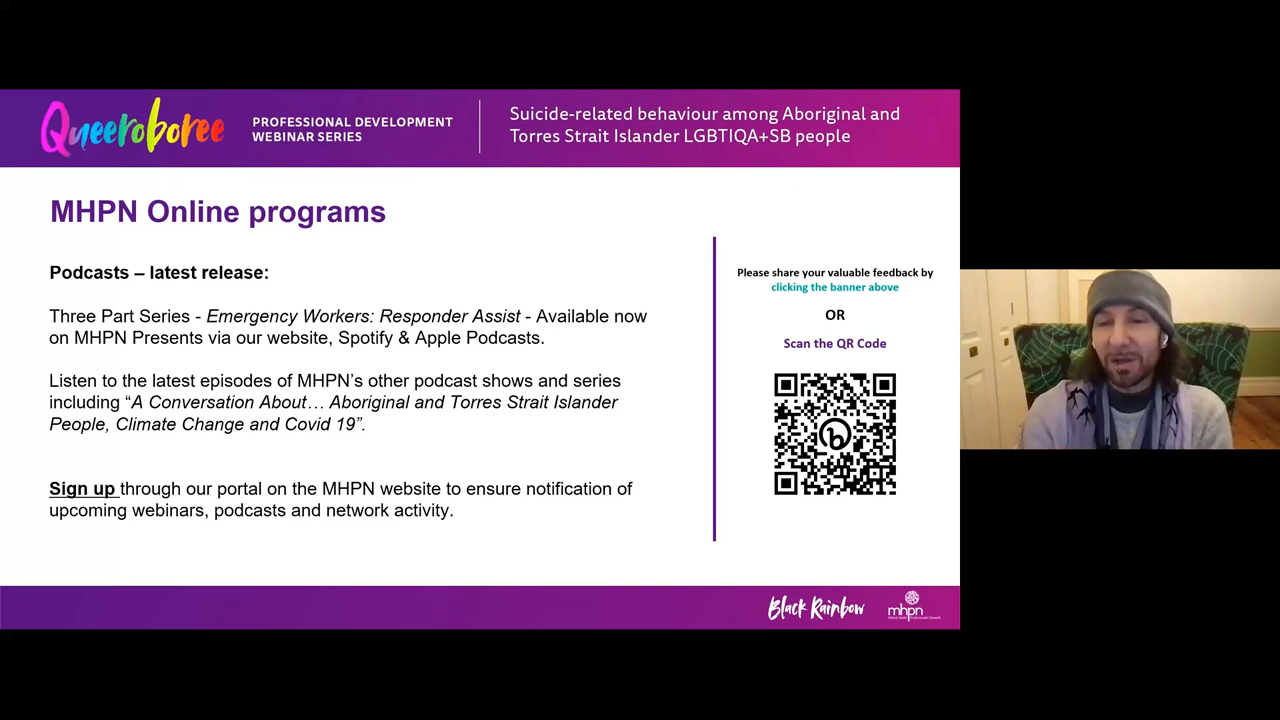 Queeroboree
PROFESSIONAL DEVELOPMENT
WEBINAR SERIES
Suicide-related behaviour among Aboriginal and
Torres Strait Islander LGBTIQA+SB people
MHPN Online programs
Podcasts – latest release:
Three Part Series - Emergency Workers: Responder Assist - Available now
on MHPN Presents via our website, Spotify & Apple Podcasts.
Listen to the latest episodes of MHPN’s other podcast shows and series
including “A Conversation About… Aboriginal and Torres Strait Islander
People, Climate Change and Covid 19”.
Sign up through our portal on the MHPN website to ensure notification of
upcoming webinars, podcasts and network activity.
Please share your valuable feedback by
clicking the banner above
OR
Scan the QR Code
b
Black Rainbow
mhpn